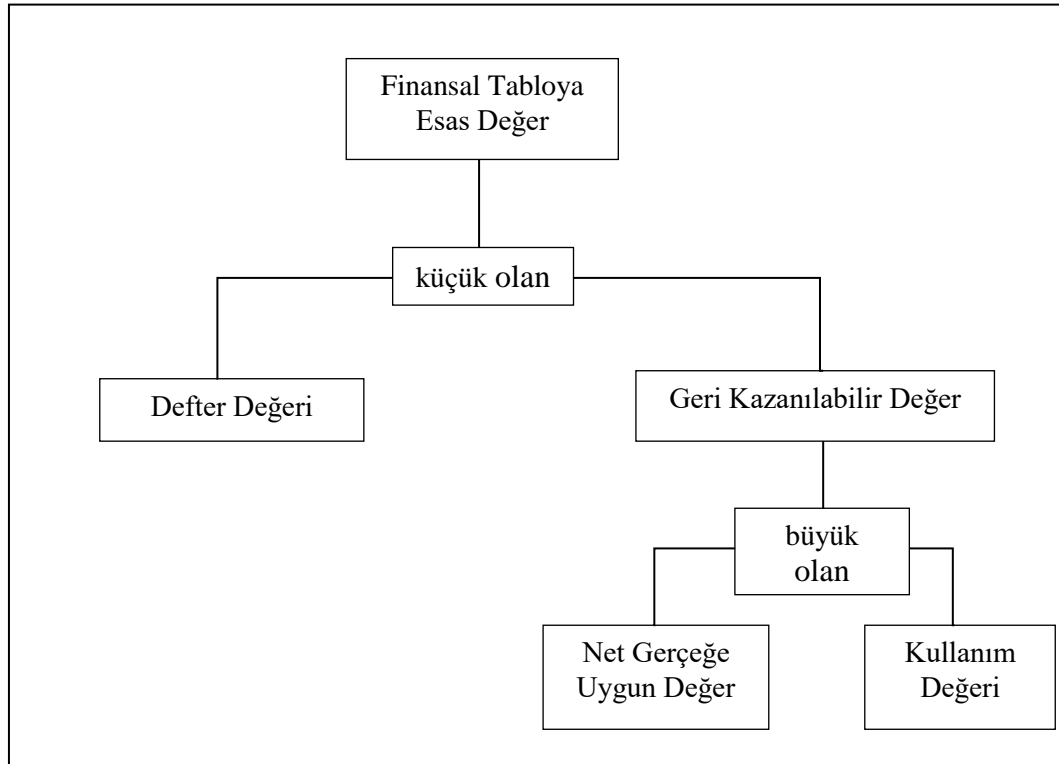 Finansal Tabloya
Esas Değer
küçük olan
Defter Değeri
Geri Kazanılabilir Değer
büyük
olan
Net Gerçeğe
Uygun Değer
Kullanım
Değeri